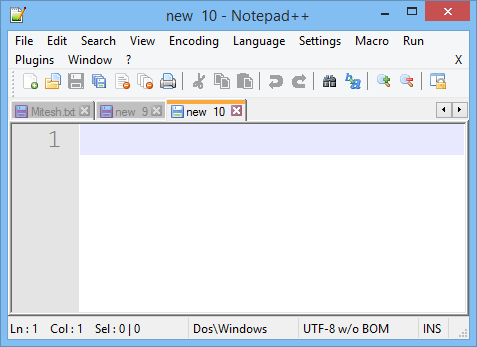 new  10 - Notepad++
File Edit Search View Encoding Language Settings Macro Run
Plugins Window ? X
Mitesh.txt new 9 new 10
1
Ln : 1 Col : 1 Sel : 0 | 0 Dos\Windows UTF-8 w/o BOM INS